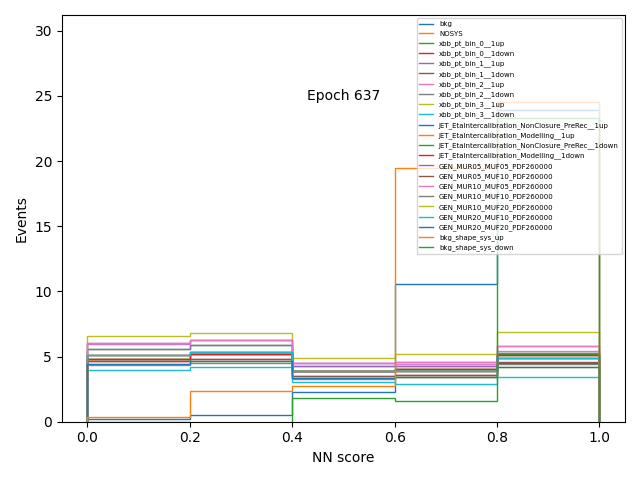 30
25
20
15
10
5
0
Events
Epoch 637
bkg
NOSYS
xbb_pt_bin_0__1up
xbb_pt_bin_0__1down
xbb_pt_bin_1__1up
xbb_pt_bin_1__1down
xbb_pt_bin_2__1up
xbb_pt_bin_2__1down
xbb_pt_bin_3__1up
xbb_pt_bin_3__1down
JET_EtaIntercalibration_NonClosure_PreRec__1up
JET_EtaIntercalibration_Modelling__1up
JET_EtaIntercalibration_NonClosure_PreRec__1down
JET_EtaIntercalibration_Modelling__1down
GEN_MUR05_MUF05_PDF260000
GEN_MUR05_MUF10_PDF260000
GEN_MUR10_MUF05_PDF260000
GEN_MUR10_MUF10_PDF260000
GEN_MUR10_MUF20_PDF260000
GEN_MUR20_MUF10_PDF260000
GEN_MUR20_MUF20_PDF260000
bkg_shape_sys_up
bkg_shape_sys_down
0.0 0.2 0.4 0.6 0.8 1.0
NN score